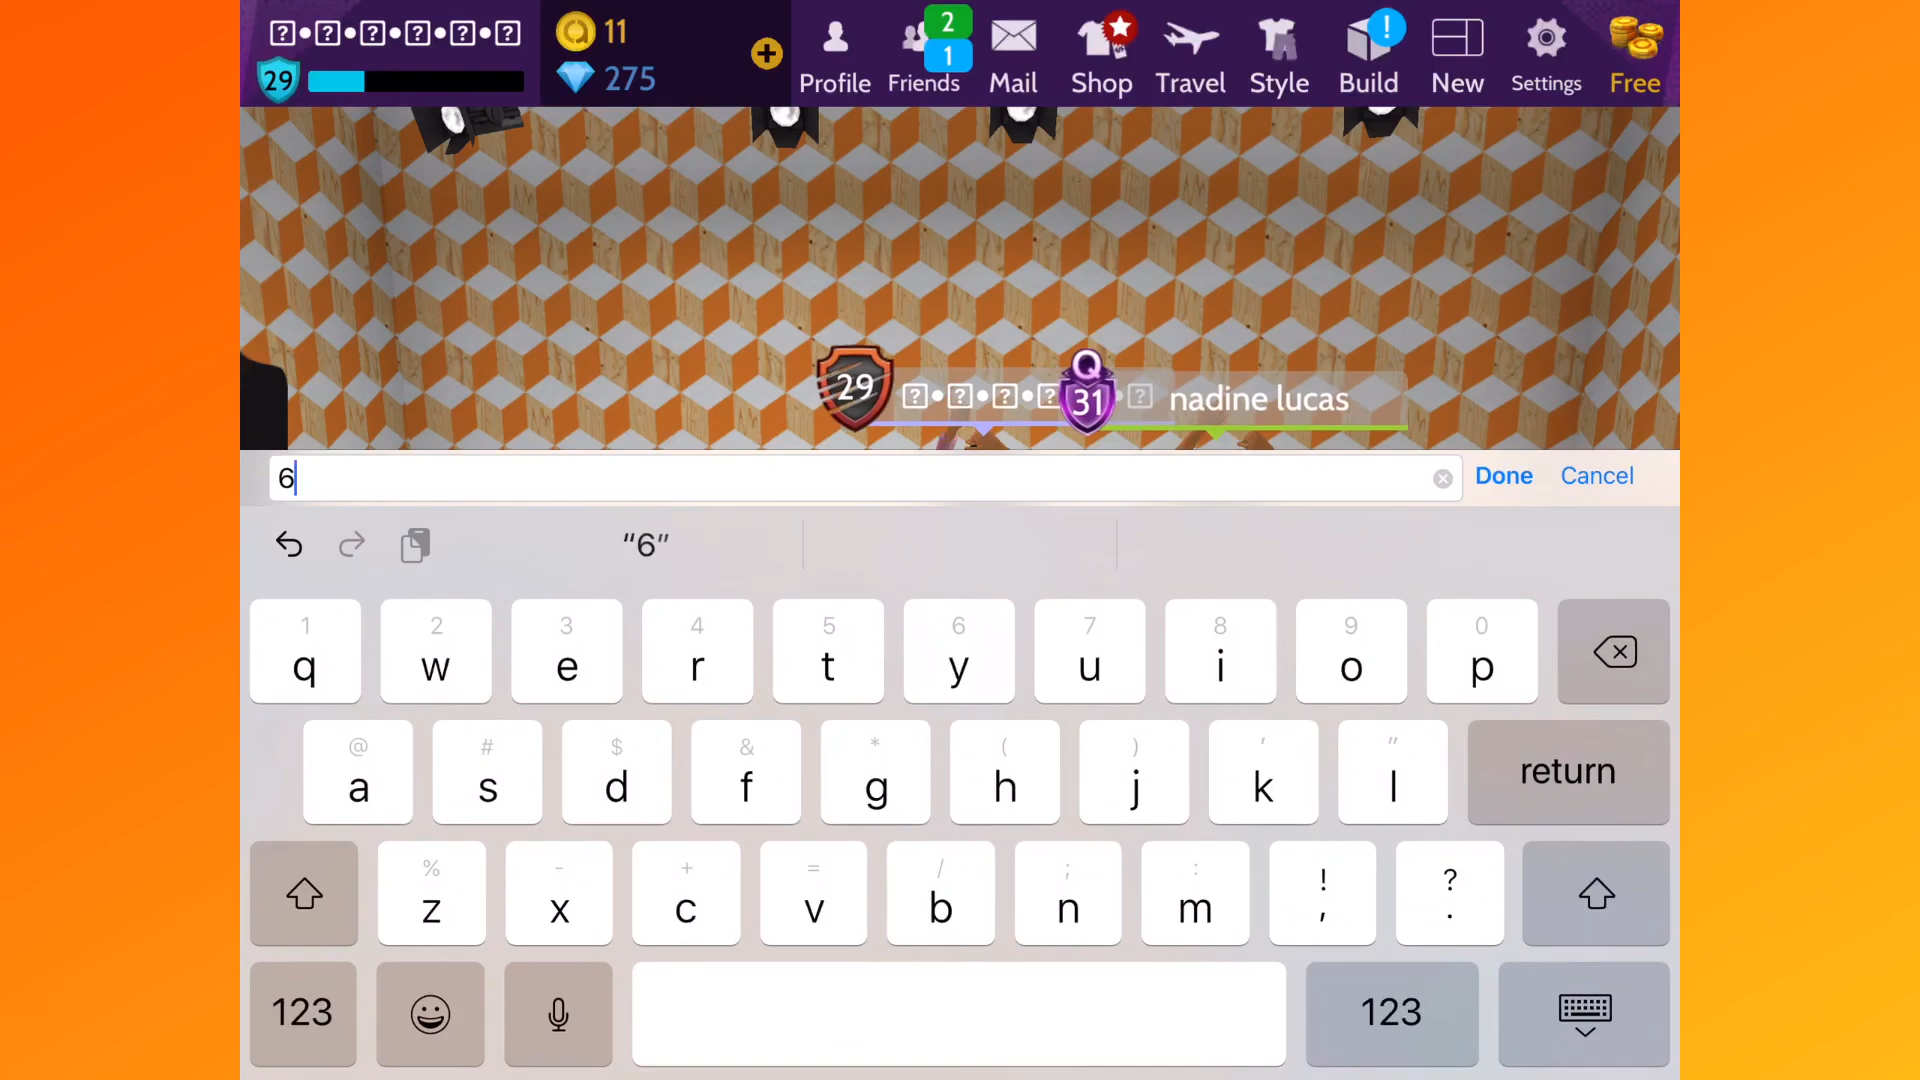 ⍰•⍰•⍰•⍰•⍰•⍰
29
11
275
2
1
!
Profile
Friends
Mail
Shop
Travel
Style
Build
New
Settings
Free
29
⍰•⍰•⍰•⍰•⍰
Q
31
nadine lucas
6
Done
Cancel
"6"
1 2 3 4 5 6 7 8 9 0
q w e r t y u i o p
@ # $ & * ( ) ' "
a s d f g h j k l return
% - + = / ; : ! ?
z x c v b n m , .
123 123